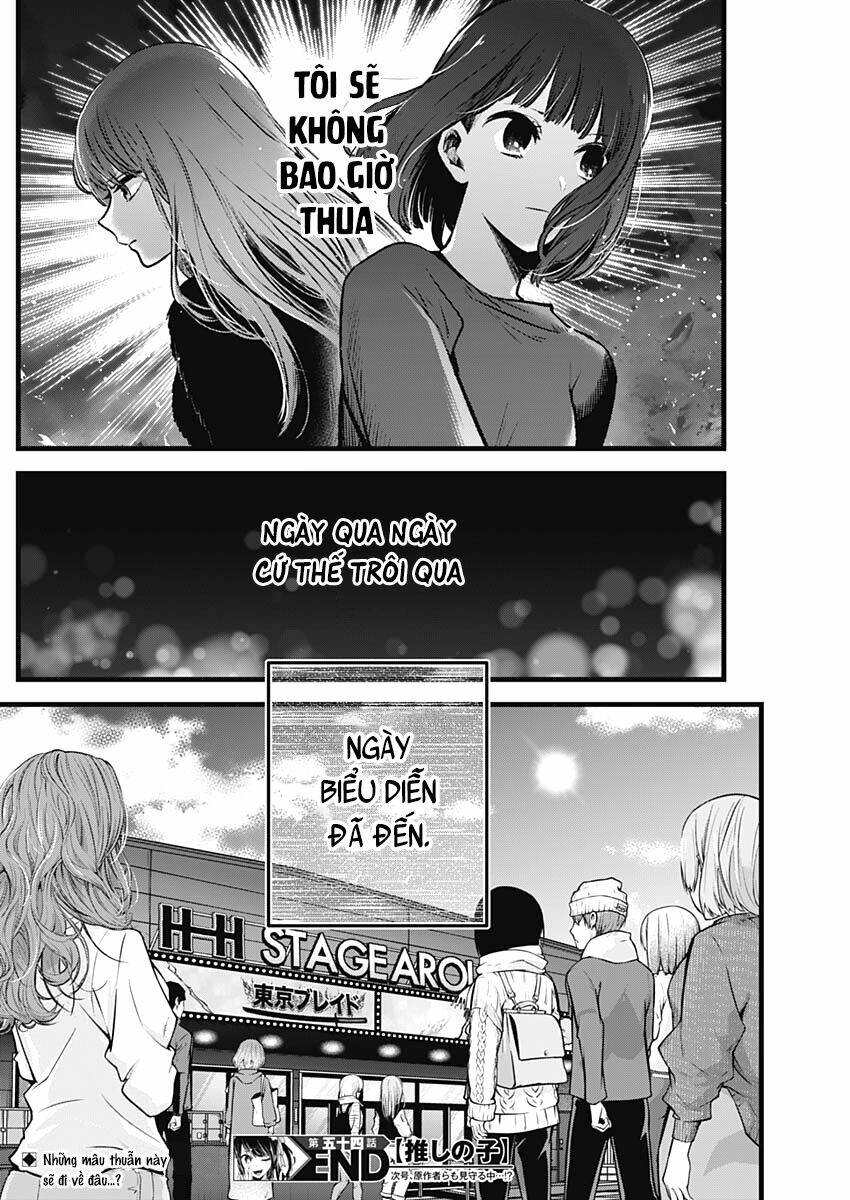 TÔI SẼ
KHÔNG
BAO GIỜ
THUA
NGÀY QUA NGÀY
CỨ THẾ TRÔI QUA
NGÀY
BIỂU DIỄN
ĐÃ ĐẾN.
H-H STAGEAROU
東京ブレイド
第五十四話
END
【推しの子】
次号、原作者らも見守る中…!?
Những mâu thuẫn này
sẽ đi về đâu...?